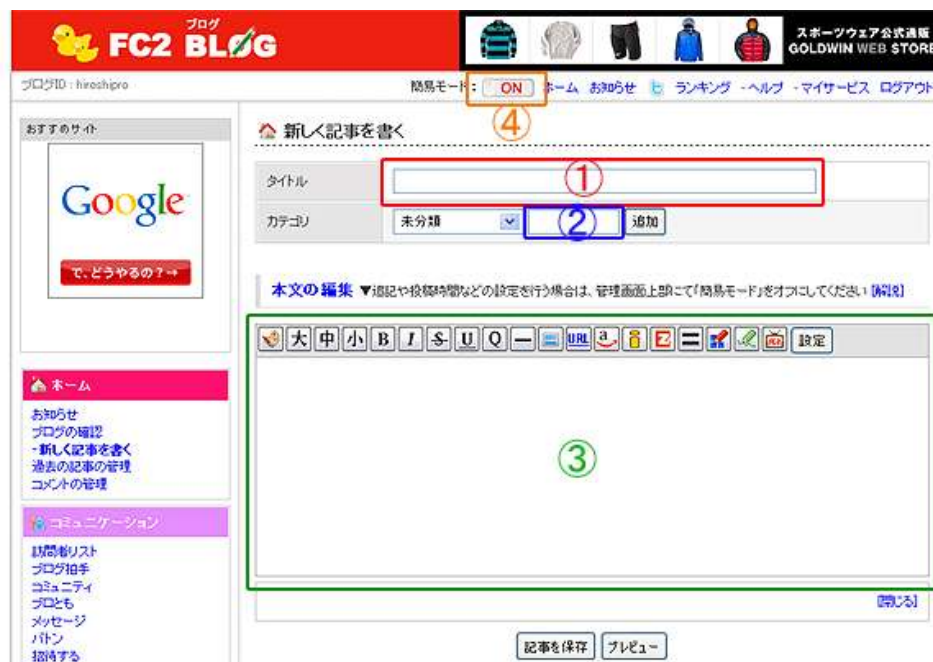 ブログ
FC2 BLOG
スポーツウェア公式通販
GOLDWIN WEB STORE
ブログID : hiroshipro
簡易モード : ON ホーム お知らせ ランキング -ヘルプ -マイサービス ログアウト
④
おすすめサイト
Google
で、どうやるの?→
新しく記事を書く
タイトル
①
カテゴリ
未分類
②
追加
本文の編集 ▼追記や投稿時間などの設定を行う場合は、管理画面上部にて「簡易モード」をオフにしてください [解説]
大 中 小 B I S U Q URL a i E 設定
③
[閉じる]
記事を保存 プレビュー
ホーム
お知らせ
ブログの確認
-新しく記事を書く
過去の記事の管理
コメントの管理
コミュニケーション
訪問者リスト
ブログ拍手
コミュニティ
ブロとも
メッセージ
バトン
招待する